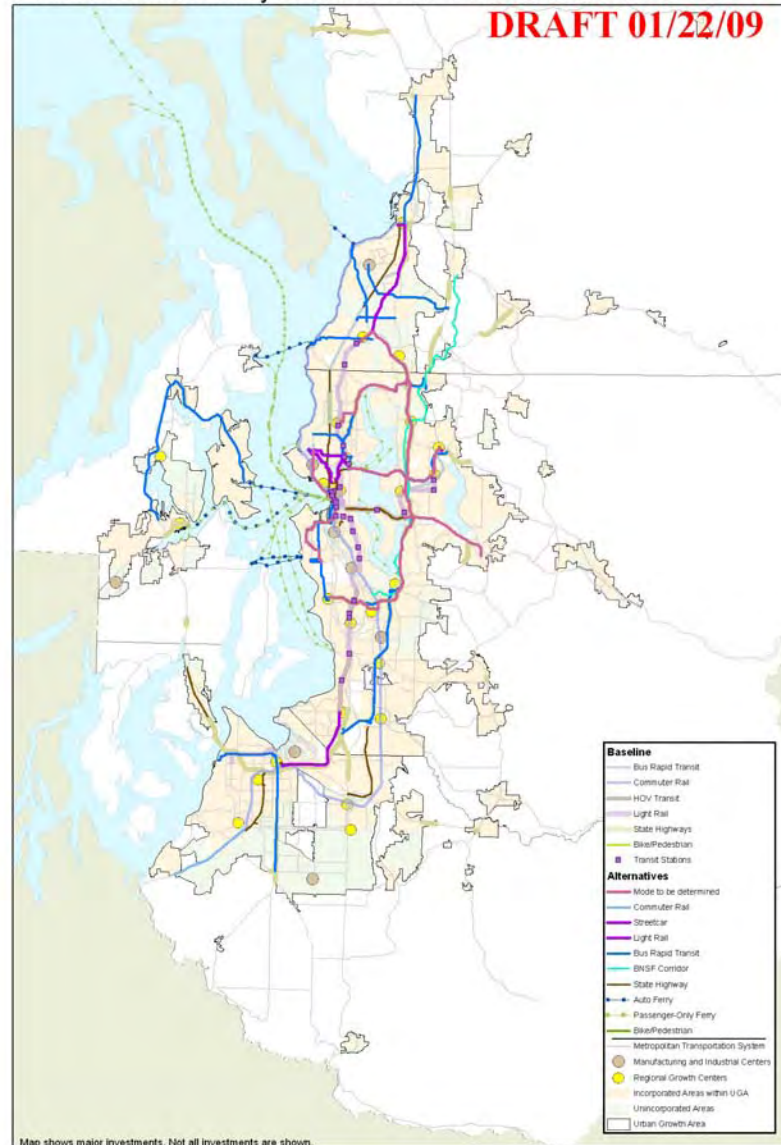 DRAFT 01/22/09
Baseline
Bus Rapid Transit
Commuter Rail
HOV Transit
Light Rail
State Highways
Bike/Pedestrian
Transit Stations
Alternatives
Mode to be determined
Commuter Rail
Streetcar
Light Rail
Bus Rapid Transit
BNSF Corridor
State Highway
Auto Ferry
Passenger-Only Ferry
Bike/Pedestrian
Metropolitan Transportation System
Manufacturing and Industrial Centers
Regional Growth Centers
Incorporated Areas within UGA
Unincorporated Areas
Urban Growth Area
Map shows major investments. Not all investments are shown.